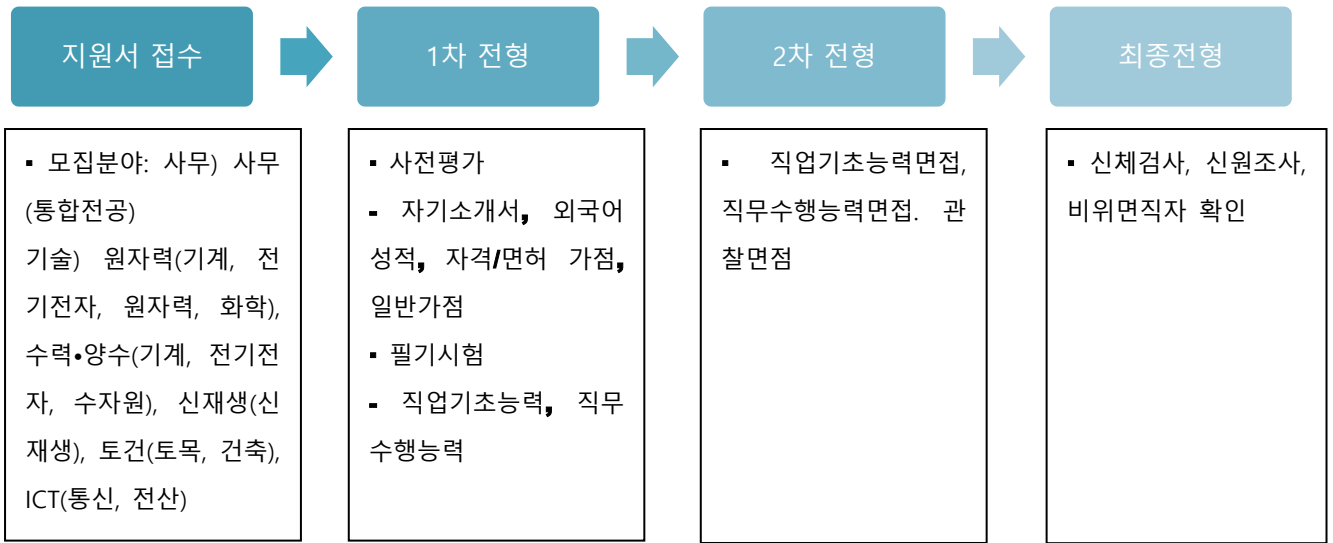 지원서 접수
1차 전형
2차 전형
최종전형
▪ 모집분야: 사무) 사무
(통합전공)
기술) 원자력(기계, 전
기전자, 원자력, 화학),
수력•양수(기계, 전기전
자, 수자원), 신재생(신
재생), 토건(토목, 건축),
ICT(통신, 전산)
▪ 사전평가
- 자기소개서, 외국어
성적, 자격/면허 가점,
일반가점
▪ 필기시험
- 직업기초능력, 직무
수행능력
▪ 직업기초능력면접,
직무수행능력면접. 관
찰면점
▪ 신체검사, 신원조사,
비위면직자 확인